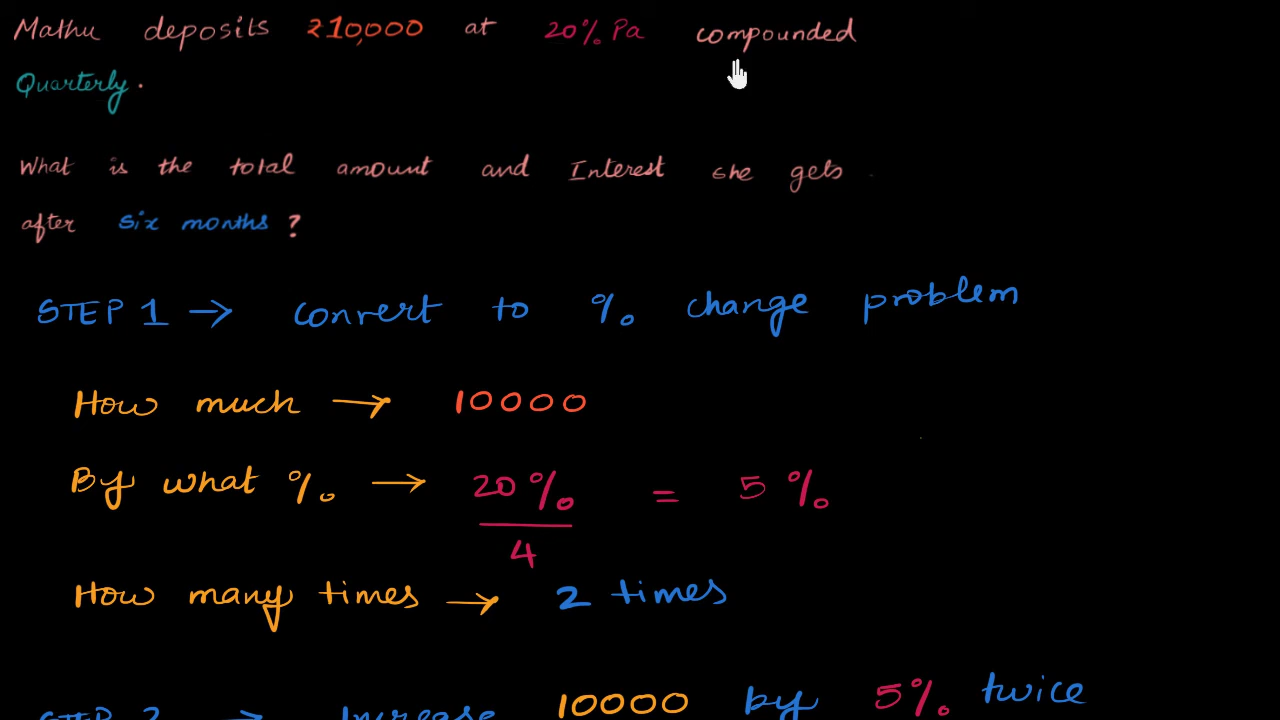 Mathu deposits ₹10,000 at 20% Pa compounded
Quarterly.
What is the total amount and Interest she gets
after six months?
STEP 1 → convert to % change problem
How much → 10000
By what % → 20% / 4 = 5%
How many times → 2 times
STEP 2 → Increase 10000 by 5% twice